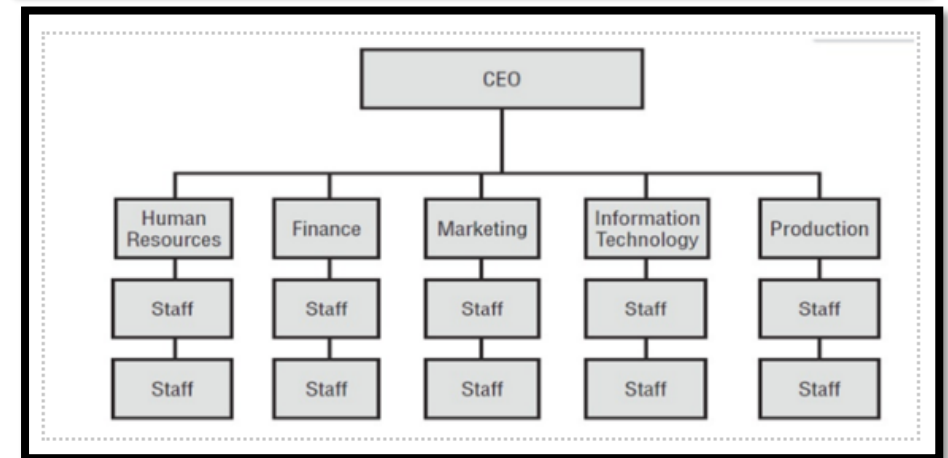 CEO
Human
Resources
Finance
Marketing
Information
Technology
Production
Staff
Staff
Staff
Staff
Staff
Staff
Staff
Staff
Staff
Staff